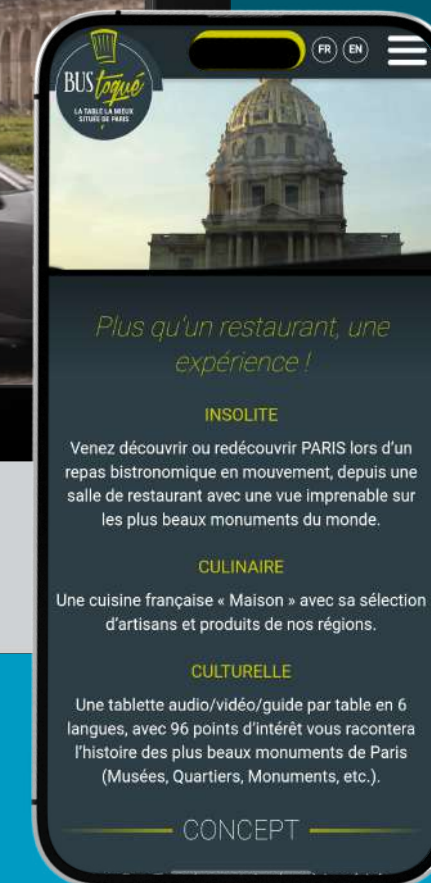 FR EN
BUS toqué
LA TABLE LA MIEUX
SITUÉE DE PARIS
Plus qu'un restaurant, une
expérience !
INSOLITE
Venez découvrir ou redécouvrir PARIS lors d'un
repas bistronomique en mouvement, depuis une
salle de restaurant avec une vue imprenable sur
les plus beaux monuments du monde.
CULINAIRE
Une cuisine française « Maison » avec sa sélection
d'artisans et produits de nos régions.
CULTURELLE
Une tablette audio/vidéo/guide par table en 6
langues, avec 96 points d'intérêt vous racontera
l'histoire des plus beaux monuments de Paris
(Musées, Quartiers, Monuments, etc.).
CONCEPT